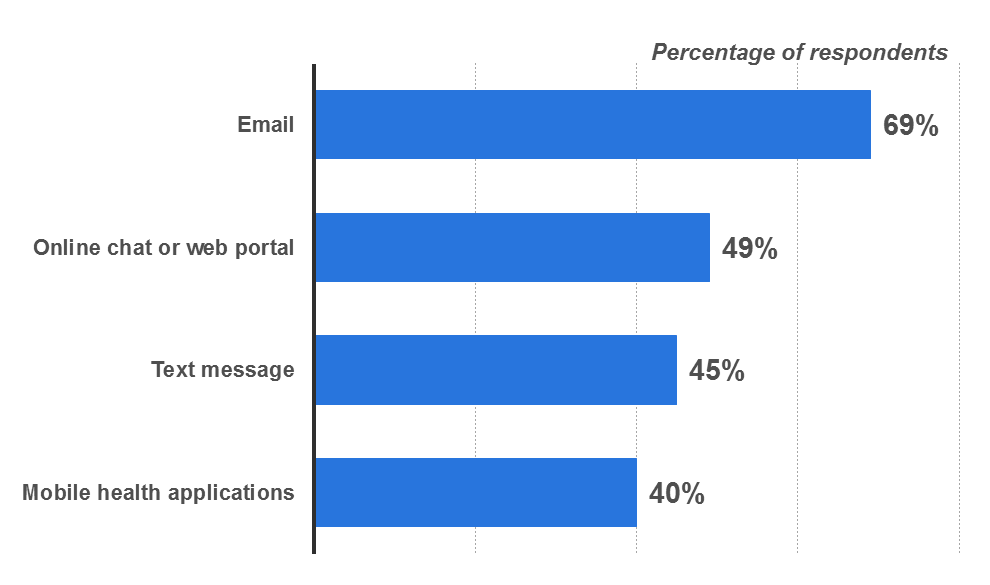 Percentage of respondents
Email 69%
Online chat or web portal 49%
Text message 45%
Mobile health applications 40%